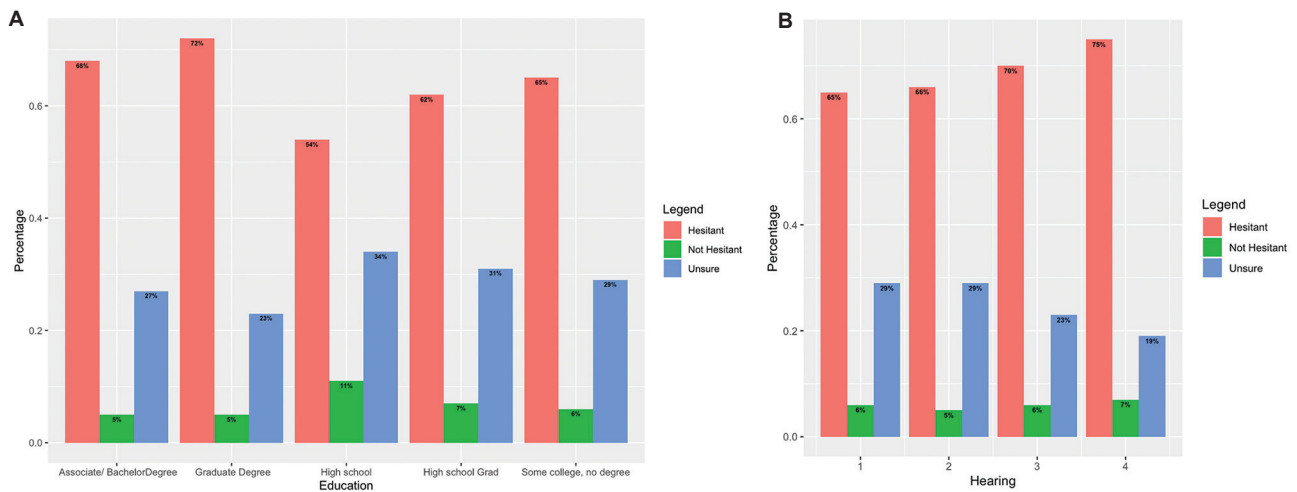 A
0.6
0.4
0.2
0.0
Percentage
68%
5%
27%
72%
5%
23%
54%
11%
34%
62%
7%
31%
65%
6%
29%
Associate/ BachelorDegree
Graduate Degree
High school
High school Grad
Some college, no degree
Education
Legend
Hesitant
Not Hesitant
Unsure
B
0.6
0.4
0.2
0.0
Percentage
65%
6%
29%
66%
5%
29%
70%
6%
23%
75%
7%
19%
1
2
3
4
Hearing
Legend
Hesitant
Not Hesitant
Unsure